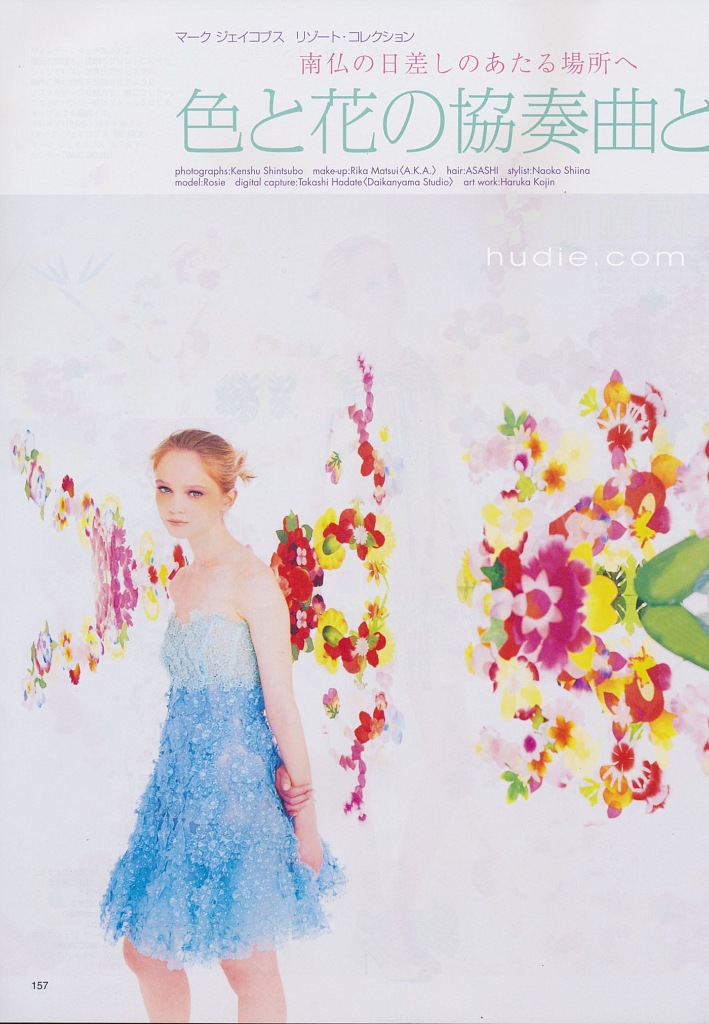 マーク ジェイコブス　リゾート・コレクション
南仏の日差しのあたる場所へ
色と花の協奏曲と
photographs:Kenshu Shintsubo make-up:Rika Matsui〈A.K.A.〉 hair:ASASHI stylist:Naoko Shiina
model:Rosie digital capture:Takashi Hadate〈Daikanyama Studio〉 art work:Haruka Kojin
hudie.com
157